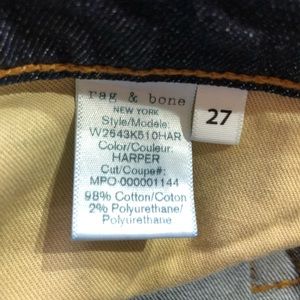 rag & bone
NEW YORK
Style/Modele:
W2643K510HAR
Color/Couleur:
HARPER
Cut/Coupe#:
MPO-000001144
98% Cotton/Coton
2% Polyurethane/
Polyurethane
27